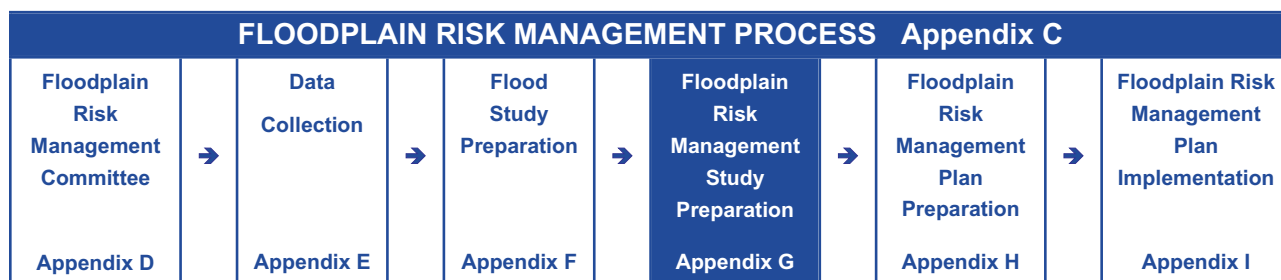 FLOODPLAIN RISK MANAGEMENT PROCESS Appendix C
Floodplain
Risk
Management
Committee
Appendix D
➔
Data
Collection
Appendix E
➔
Flood
Study
Preparation
Appendix F
➔
Floodplain
Risk
Management
Study
Preparation
Appendix G
➔
Floodplain
Risk
Management
Plan
Preparation
Appendix H
➔
Floodplain Risk
Management
Plan
Implementation
Appendix I